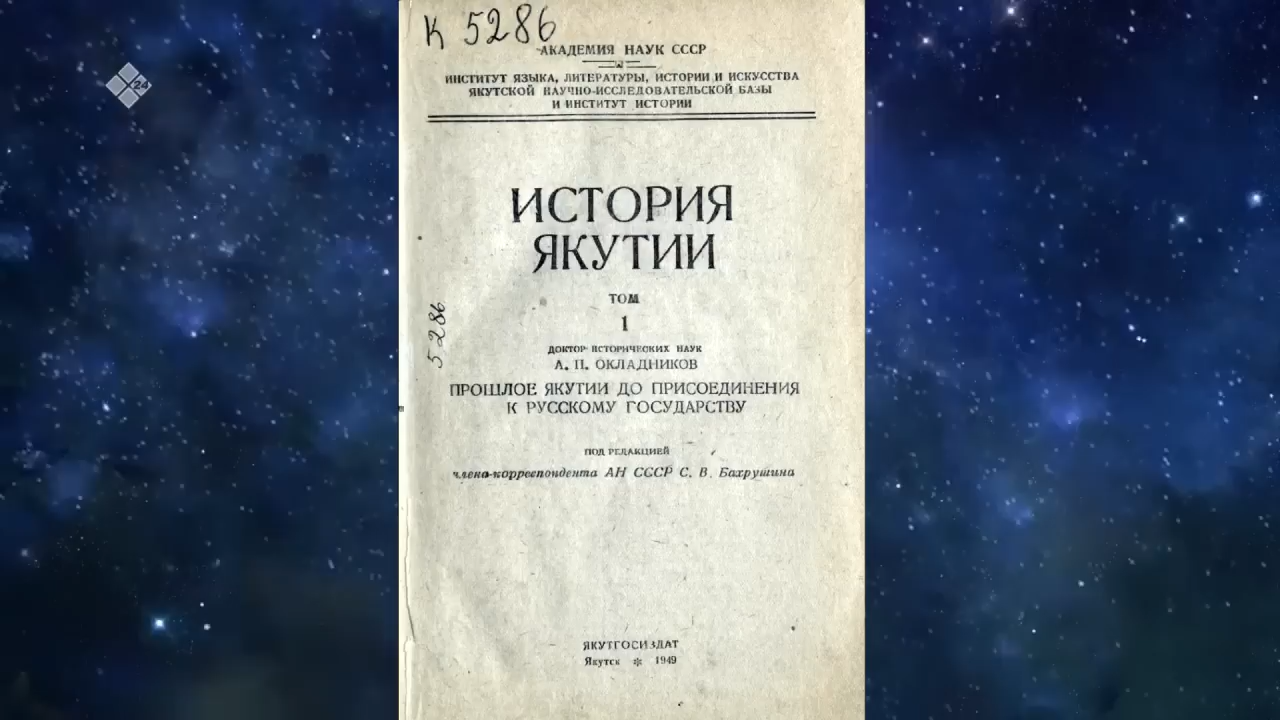 К 5286
АКАДЕМИЯ НАУК СССР
ИНСТИТУТ ЯЗЫКА, ЛИТЕРАТУРЫ, ИСТОРИИ И ИСКУССТВА
ЯКУТСКОЙ НАУЧНО-ИССЛЕДОВАТЕЛЬСКОЙ БАЗЫ
И ИНСТИТУТ ИСТОРИИ
X24
ИСТОРИЯ
ЯКУТИИ
ТОМ
1
5286
ДОКТОР ИСТОРИЧЕСКИХ НАУК
А. П. ОКЛАДНИКОВ
ПРОШЛОЕ ЯКУТИИ ДО ПРИСОЕДИНЕНИЯ
К РУССКОМУ ГОСУДАРСТВУ
ПОД РЕДАКЦИЕЙ
члена-корреспондента АН СССР С. В. Бахрушина
ЯКУТГОСИЗДАТ
Якутск * 1949